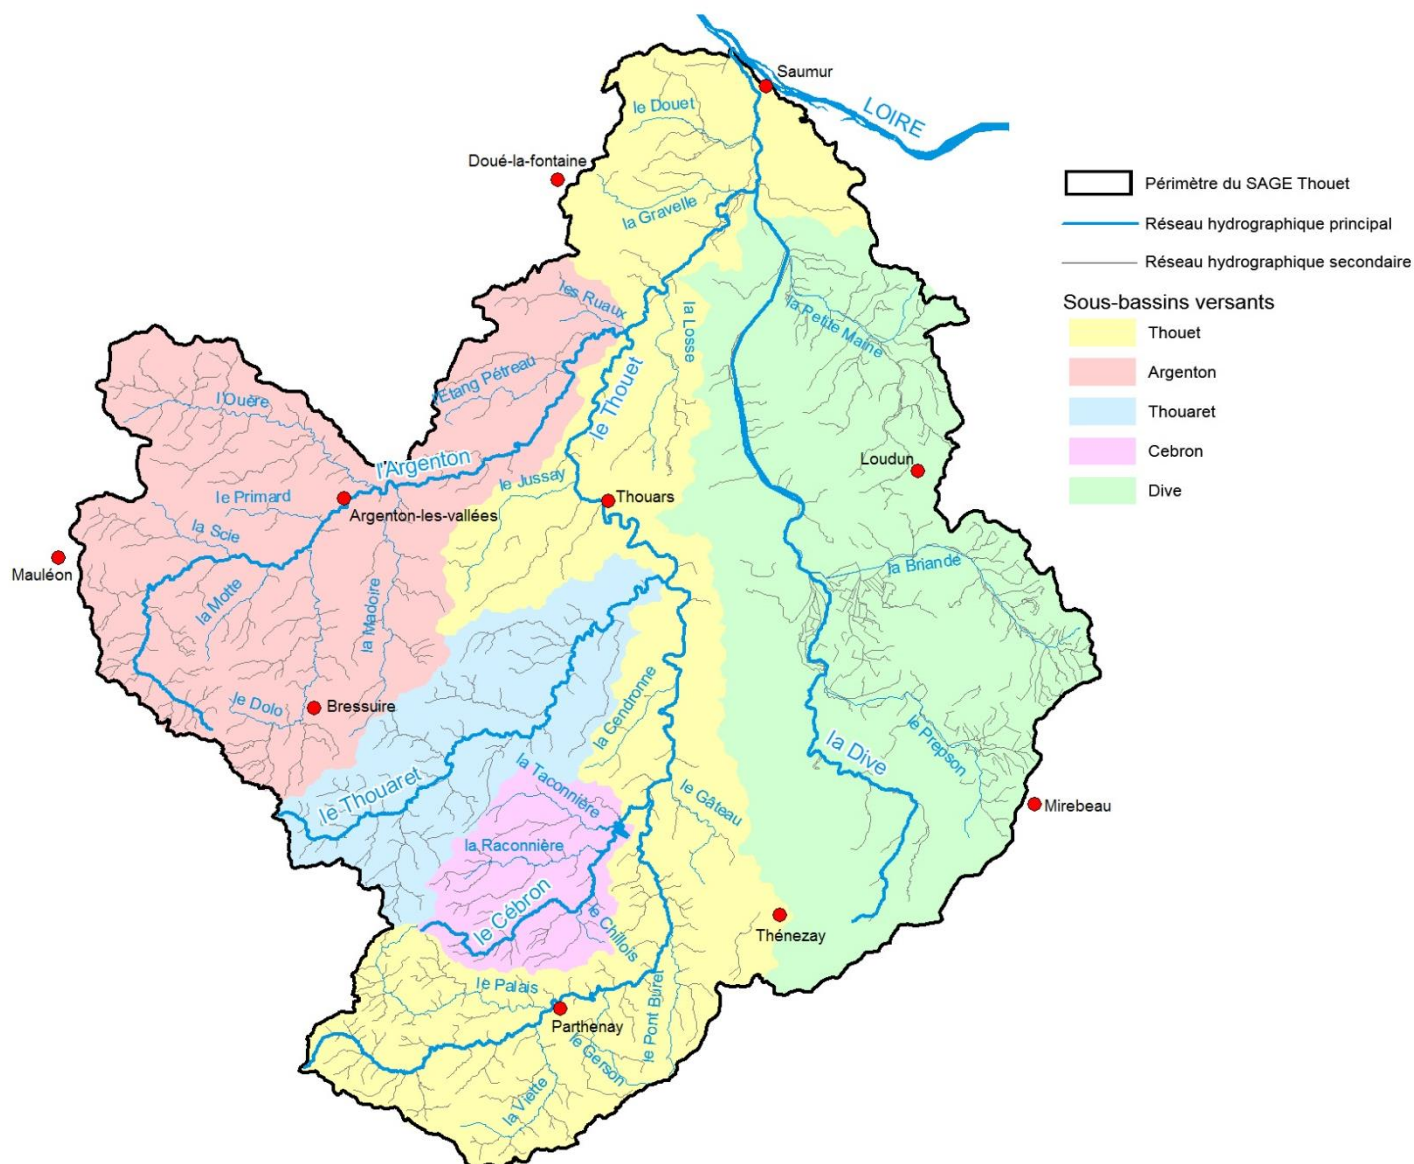 Saumur
LOIRE
le Douet
Doué-la-fontaine
la Gravelle
Périmètre du SAGE Thouet
Réseau hydrographique principal
Réseau hydrographique secondaire
Sous-bassins versants
Thouet
Argenton
Thouaret
Cebron
Dive
les Ruaux
la Losse
la Petite Maine
l'Etang Pétreau
le Thouet
l'Ouère
l'Argenton
Loudun
le Jussay
le Primard
Thouars
Argenton-les-vallées
la Scie
Mauléon
la Briande
la Motte
la Madoire
le Dolo
Bressuire
la Cendronne
le Prepson
la Dive
le Thouaret
la Taconnière
le Gâteau
Mirebeau
la Raconnière
le Cébron
le Chillois
Thénezay
le Palais
Parthenay
le Pont Buret
le Gerson
la Viette